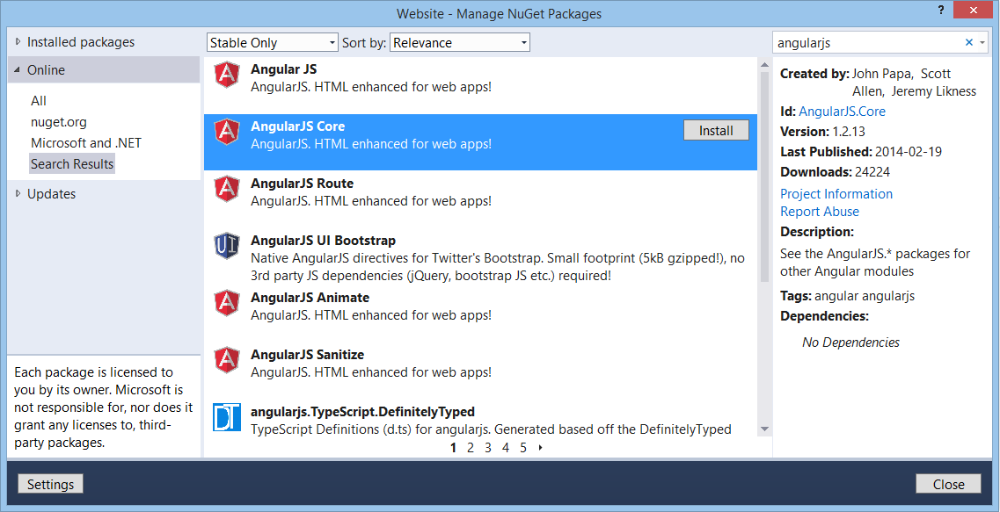 Website - Manage NuGet Packages
?
Installed packages
Online
All
nuget.org
Microsoft and .NET
Search Results
Updates
Each package is licensed to
you by its owner. Microsoft is
not responsible for, nor does it
grant any licenses to, third-
party packages.
Stable Only
Sort by: Relevance
Angular JS
AngularJS. HTML enhanced for web apps!
AngularJS Core
AngularJS. HTML enhanced for web apps!
Install
AngularJS Route
AngularJS. HTML enhanced for web apps!
UI
AngularJS UI Bootstrap
Native AngularJS directives for Twitter's Bootstrap. Small footprint (5kB gzipped!), no
3rd party JS dependencies (jQuery, bootstrap JS etc.) required!
AngularJS Animate
AngularJS. HTML enhanced for web apps!
AngularJS Sanitize
AngularJS. HTML enhanced for web apps!
DT
angularjs.TypeScript.DefinitelyTyped
TypeScript Definitions (d.ts) for angularjs. Generated based off the DefinitelyTyped
1 2 3 4 5
angularjs
Created by: John Papa, Scott
Allen, Jeremy Likness
Id: AngularJS.Core
Version: 1.2.13
Last Published: 2014-02-19
Downloads: 24224
Project Information
Report Abuse
Description:
See the AngularJS.* packages for
other Angular modules
Tags: angular angularjs
Dependencies:
No Dependencies
Settings
Close